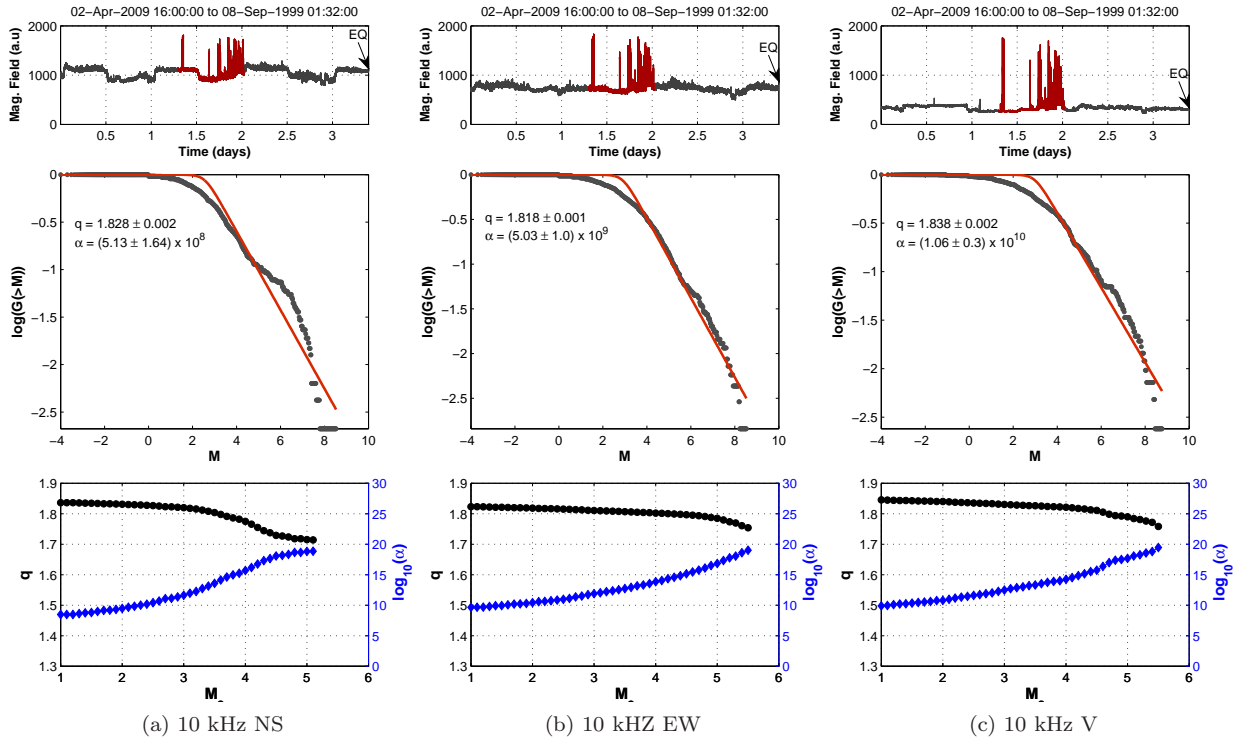 02−Apr−2009 16:00:00 to 08−Sep−1999 01:32:00
Mag. Field (a.u)
2000
1000
0
0.5 1 1.5 2 2.5 3
Time (days)
EQ
log(G(>M))
0
−0.5
−1
−1.5
−2
−2.5
q = 1.828 ± 0.002
α = (5.13 ± 1.64) x 10^8
−4 −2 0 2 4 6 8 10
M
q
1.9
1.8
1.7
1.6
1.5
1.4
1.3
30
25
20
15
10
5
0
log10(α)
1 2 3 4 5 6
(a) 10 kHz NS
02−Apr−2009 16:00:00 to 08−Sep−1999 01:32:00
Mag. Field (a.u)
2000
1000
0
0.5 1 1.5 2 2.5 3
Time (days)
EQ
log(G(>M))
0
−0.5
−1
−1.5
−2
−2.5
q = 1.818 ± 0.001
α = (5.03 ± 1.0) x 10^9
−4 −2 0 2 4 6 8 10
M
q
1.9
1.8
1.7
1.6
1.5
1.4
1.3
30
25
20
15
10
5
0
log10(α)
1 2 3 4 5 6
(b) 10 kHZ EW
02−Apr−2009 16:00:00 to 08−Sep−1999 01:32:00
Mag. Field (a.u)
2000
1000
0
0.5 1 1.5 2 2.5 3
Time (days)
EQ
log(G(>M))
0
−0.5
−1
−1.5
−2
−2.5
q = 1.838 ± 0.002
α = (1.06 ± 0.3) x 10^10
−4 −2 0 2 4 6 8 10
M
q
1.9
1.8
1.7
1.6
1.5
1.4
1.3
30
25
20
15
10
5
0
log10(α)
1 2 3 4 5 6
(c) 10 kHz V